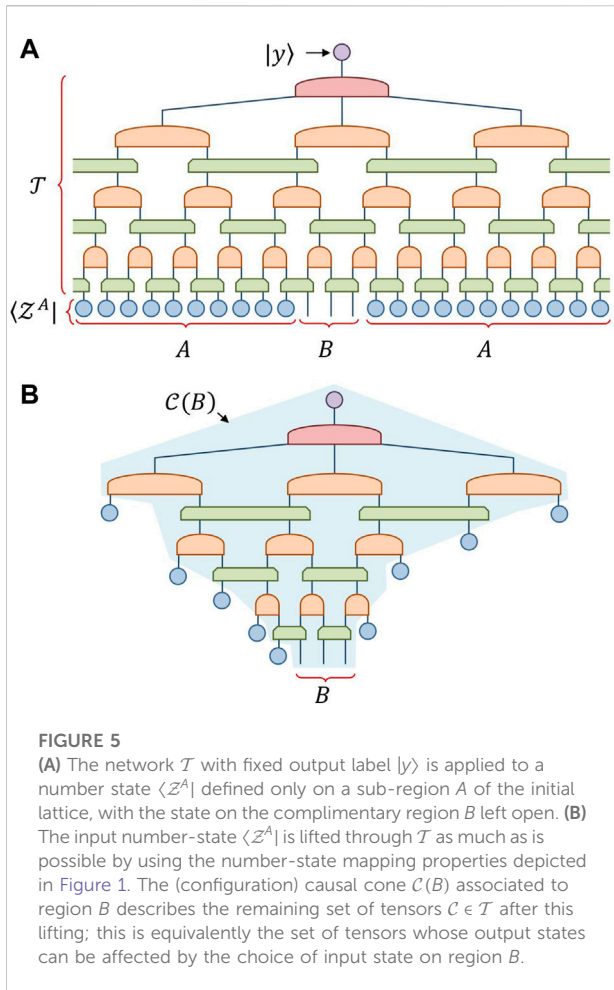 A
|y⟩
𝒯
⟨𝒵ᴬ|
A
B
A
B
𝒞(B)
B
FIGURE 5
(A) The network 𝒯 with fixed output label |y⟩ is applied to a
number state ⟨𝒵ᴬ| defined only on a sub-region A of the initial
lattice, with the state on the complimentary region B left open. (B)
The input number-state ⟨𝒵ᴬ| is lifted through 𝒯 as much as is
possible by using the number-state mapping properties depicted
in Figure 1. The (configuration) causal cone 𝒞(B) associated to
region B describes the remaining set of tensors 𝒞 ∈ 𝒯 after this
lifting; this is equivalently the set of tensors whose output states
can be affected by the choice of input state on region B.